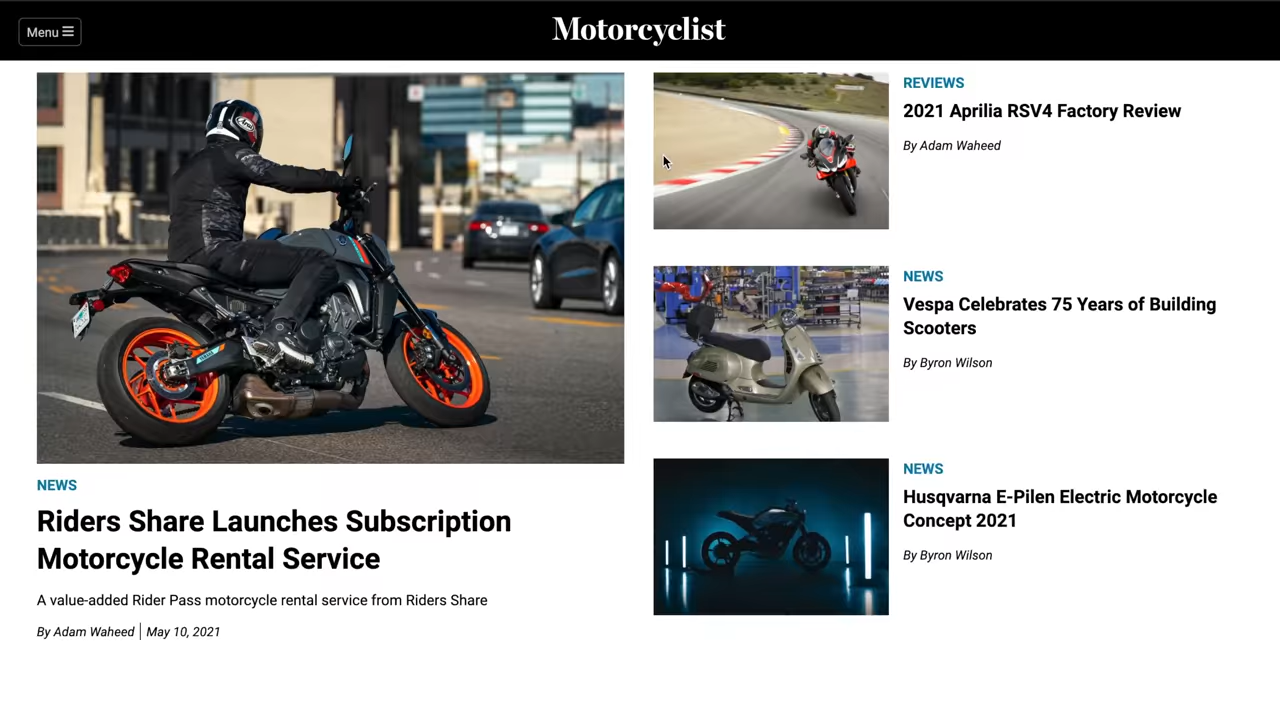 Menu
Motorcyclist
Arai
YAMAHA
NEWS
Riders Share Launches Subscription
Motorcycle Rental Service
A value-added Rider Pass motorcycle rental service from Riders Share
By Adam Waheed | May 10, 2021
REVIEWS
2021 Aprilia RSV4 Factory Review
By Adam Waheed
NEWS
Vespa Celebrates 75 Years of Building
Scooters
By Byron Wilson
NEWS
Husqvarna E-Pilen Electric Motorcycle
Concept 2021
By Byron Wilson